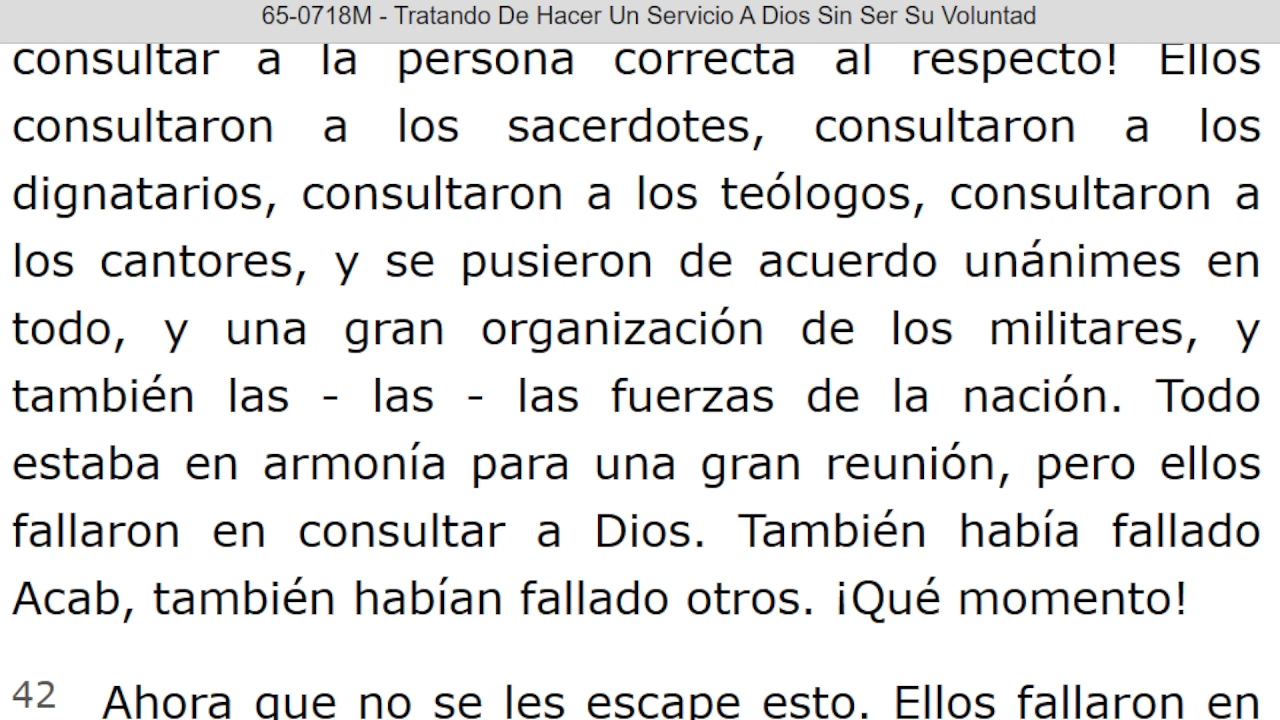 65-0718M - Tratando De Hacer Un Servicio A Dios Sin Ser Su Voluntad
consultar a la persona correcta al respecto! Ellos
consultaron a los sacerdotes, consultaron a los
dignatarios, consultaron a los teólogos, consultaron a
los cantores, y se pusieron de acuerdo unánimes en
todo, y una gran organización de los militares, y
también las - las - las fuerzas de la nación. Todo
estaba en armonía para una gran reunión, pero ellos
fallaron en consultar a Dios. También había fallado
Acab, también habían fallado otros. ¡Qué momento!
42 Ahora que no se les escape esto. Ellos fallaron en